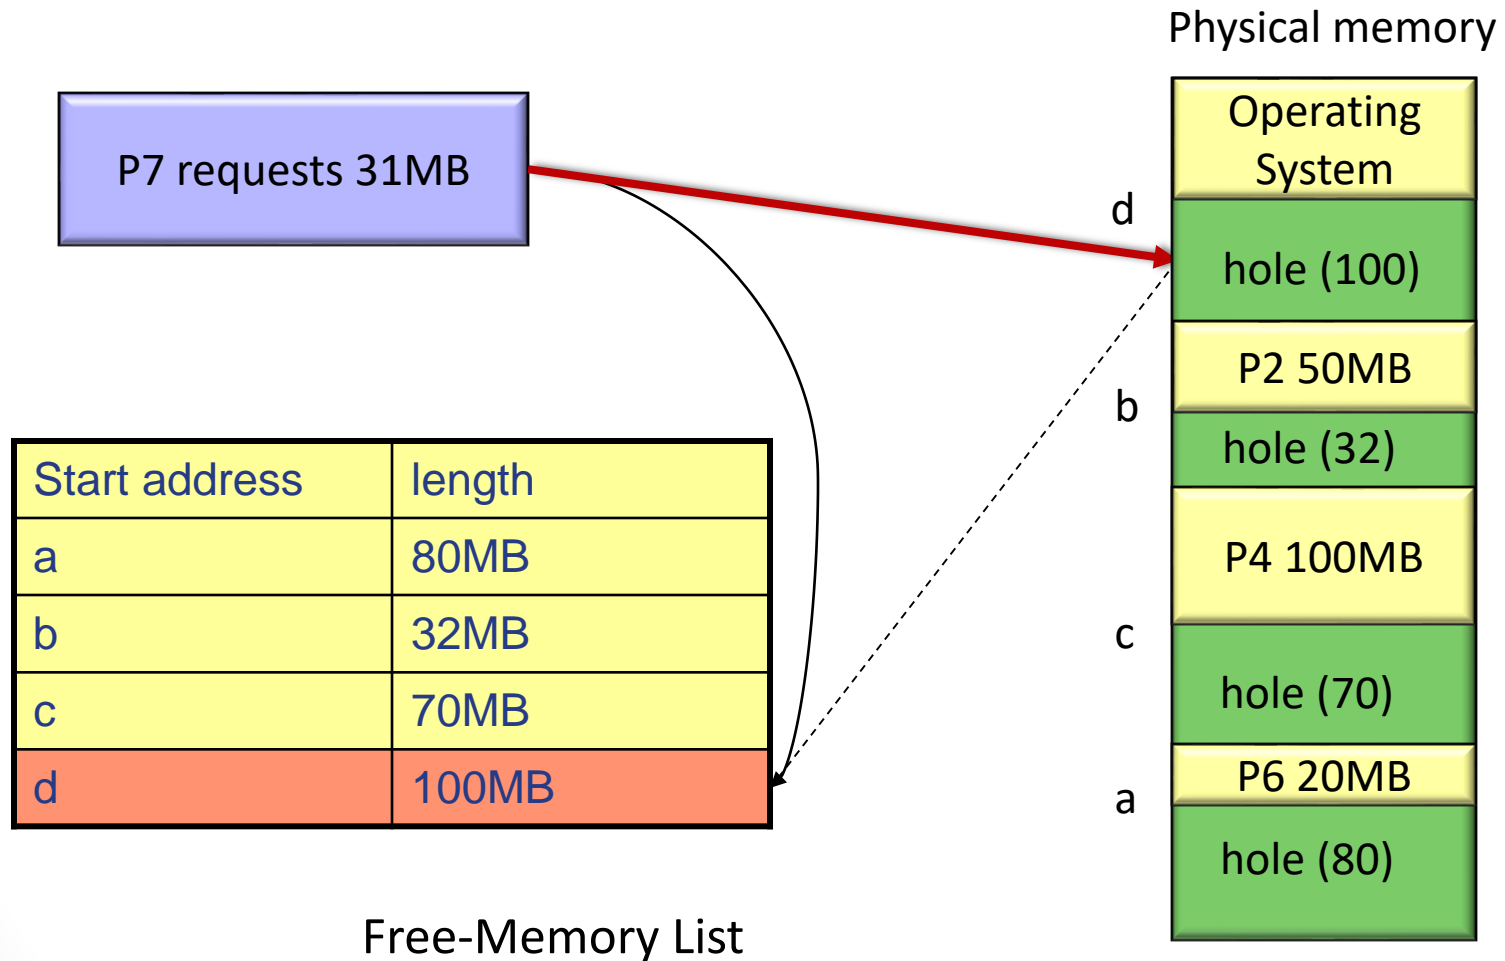 Physical memory
P7 requests 31MB
Operating
System
d
hole (100)
P2 50MB
b
hole (32)
P4 100MB
c
hole (70)
P6 20MB
a
hole (80)
Start address length
a 80MB
b 32MB
c 70MB
d 100MB
Free-Memory List